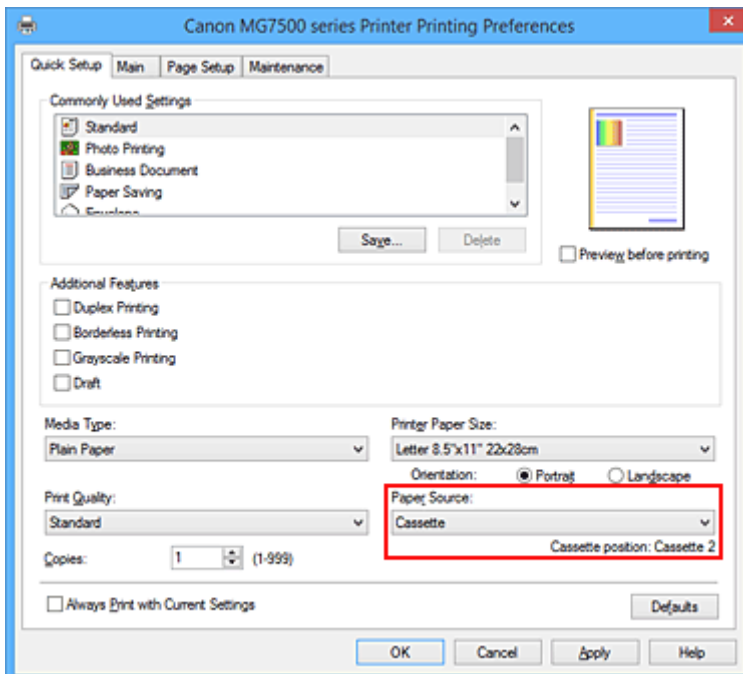 Canon MG7500 series Printer Printing Preferences
Quick Setup Main Page Setup Maintenance
Commonly Used Settings
Standard
Photo Printing
Business Document
Paper Saving
Envelope
Save... Delete
Preview before printing
Additional Features
Duplex Printing
Borderless Printing
Grayscale Printing
Draft
Media Type:
Plain Paper
Printer Paper Size:
Letter 8.5"x11" 22x28cm
Orientation: Portrait Landscape
Print Quality:
Standard
Paper Source:
Cassette
Cassette position: Cassette 2
Copies: 1 (1-999)
Always Print with Current Settings
Defaults
OK Cancel Apply Help